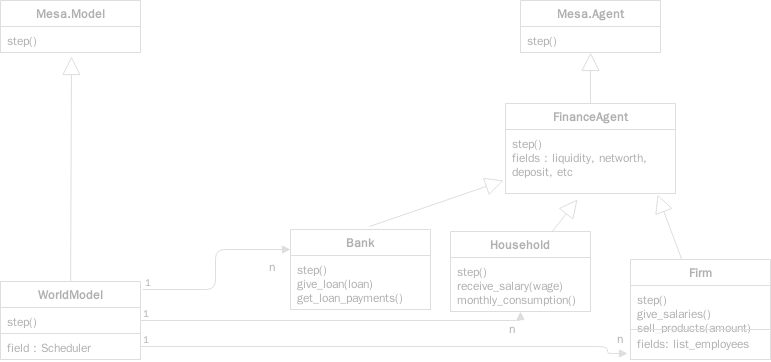 Mesa.Model
step()
Mesa.Agent
step()
FinanceAgent
step()
fields : liquidity, networth,
deposit, etc
Bank
step()
give_loan(loan)
get_loan_payments()
Household
step()
receive_salary(wage)
monthly_consumption()
Firm
step()
give_salaries()
sell_products(amount)
fields: list_employees
WorldModel
step()
field : Scheduler
1
n
1
n
1
n